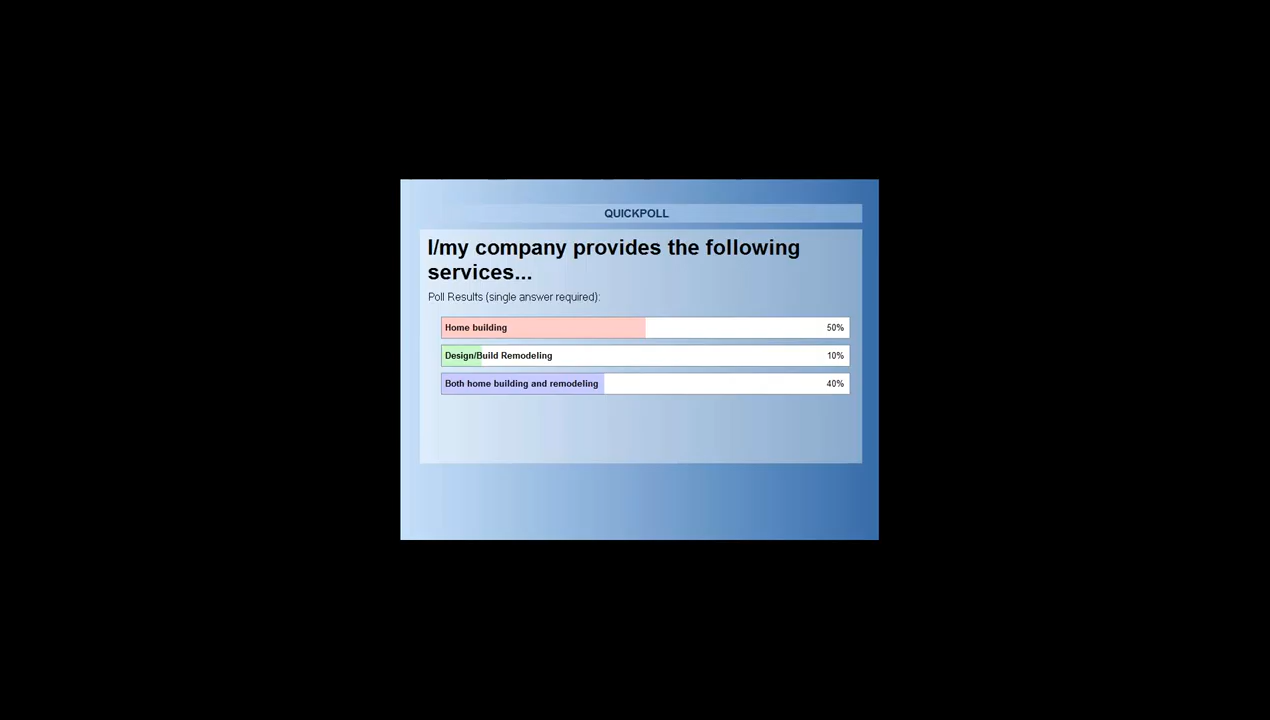 QUICKPOLL
I/my company provides the following
services...
Poll Results (single answer required):
Home building 50%
Design/Build Remodeling 10%
Both home building and remodeling 40%